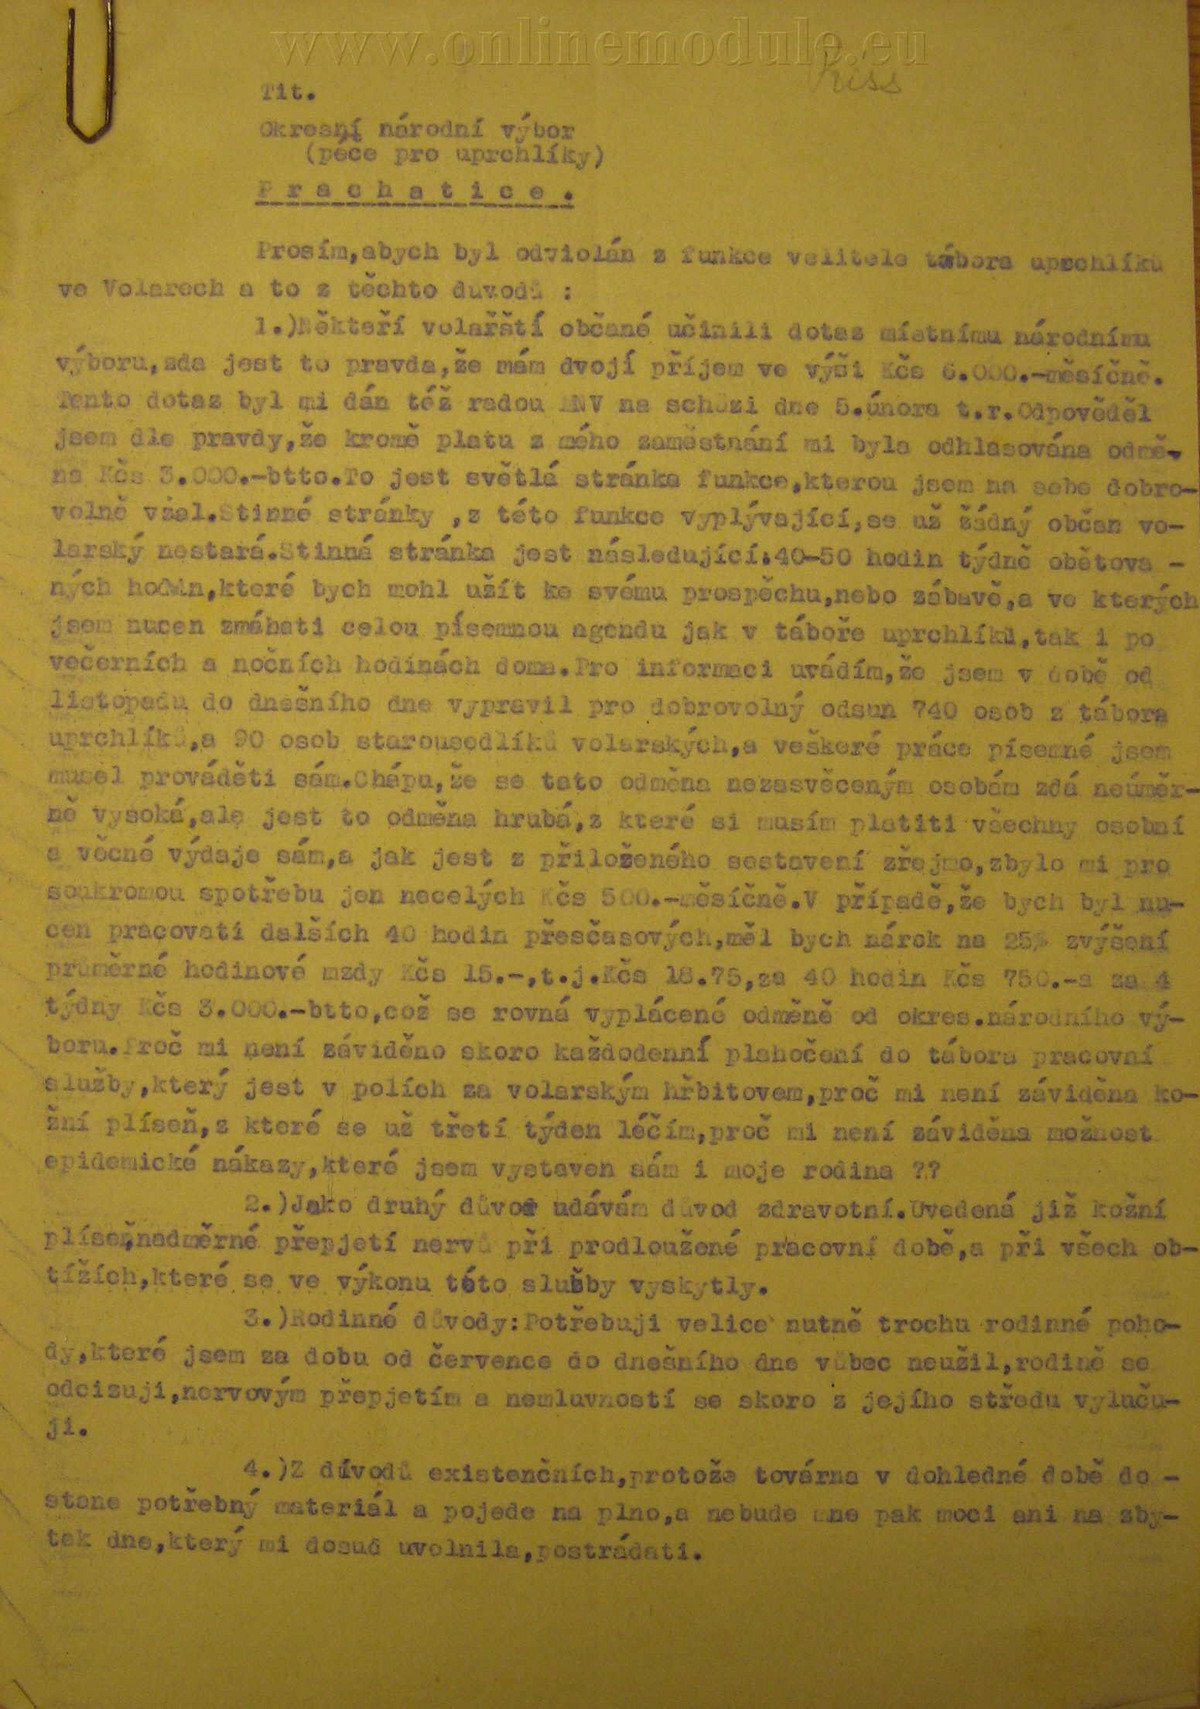 www.onlinemodule.eu
Kiss
Tit.
Okresní národní výbor
(péče pro uprchlíky)
Prachatice.
Prosím,abych byl odviolán z funkce velitele tábora uprchlíků
ve Volarech a to z těchto důvodů :
1.)Někteří volařští občané učinili dotaz místnímu národnímu
výboru,zda jest to pravda,že mám dvojí příjem ve výši Kčs 6.000.-měsíčně.
Tento dotaz byl mi dán též radou MNV na schůzi dne 5.února t.r.Odpověděl
jsem dle pravdy,že kromě platu z mého zaměstnání mi byla odhlasována odmě-
na Kčs 3.000.-btto.To jest světlá stránka funkce,kterou jsem na sebe dobro-
volně vzal.Stinné stránky ,z této funkce vyplývající,se už žádný občan vo-
larský nestará.Stinná stránka jest následující:40-50 hodin týdně obětova -
ných hodin,které bych mohl užít ke svému prospěchu,nebo zábavě,a ve kterých
jsem nucen zmáhati celou písemnou agendu jak v táboře uprchlíků,tak i po
večerních a nočních hodinách doma.Pro informaci uvádím,že jsem v době od
listopadu do dnešního dne vypravil pro dobrovolný odsun 740 osob z tábora
uprchlíků,a 90 osob starousedlíků volarských,a veškeré práce písemné jsem
musel prováděti sám.Chápu,že se tato odměna nezasvěceným osobám zdá neúměr-
ně vysoká,ale jest to odměna hrubá,z které si musím platiti všechny osobní
a věcné výdaje sám,a jak jest z přiloženého sestavení zřejmo,zbylo mi pro
soukromou spotřebu jen necelých Kčs 500.-měsíčně.V případě,že bych byl nu-
cen pracovati dalších 40 hodin přesčasových,měl bych nárok na 25% zvýšení
průměrné hodinové mzdy Kčs 15.-,t.j.Kčs 18.75,za 40 hodin Kčs 750.-a za 4
týdny Kčs 3.000.-btto,což se rovná vyplácené odměně od okres.národního vý-
boru.Proč mi není záviděno skoro každodenní plahočení do tábora pracovní
služby,který jest v polích za volarským hřbitovem,proč mi není záviděna ko-
žní plíseň,z které se už třetí týden léčím,proč mi není záviděna možnost
epidemické nákazy,které jsem vystaven sám i moje rodina ??
2.)Jako druhý důvod udávám důvod zdravotní.Uvedená již kožní
plíseň,nadměrné přepjetí nervů při prodloužené pracovní době,a při všech ob-
tížích,které se ve výkonu této služby vyskytly.
3.)Rodinné důvody:Potřebuji velice nutně trochu rodinné poho-
dy,které jsem za dobu od července do dnešního dne vůbec neužil,rodině se
odcizuji,nervovým přepjetím a nemluvností se skoro z jejího středu vyluču-
ji.
4.)Z důvodů existenčních,protože továrna v dohledné době do -
stane potřebný materiál a pojede na plno,a nebude mne pak moci ani na zby-
tek dne,který mi dosud uvolnila,postrádati.